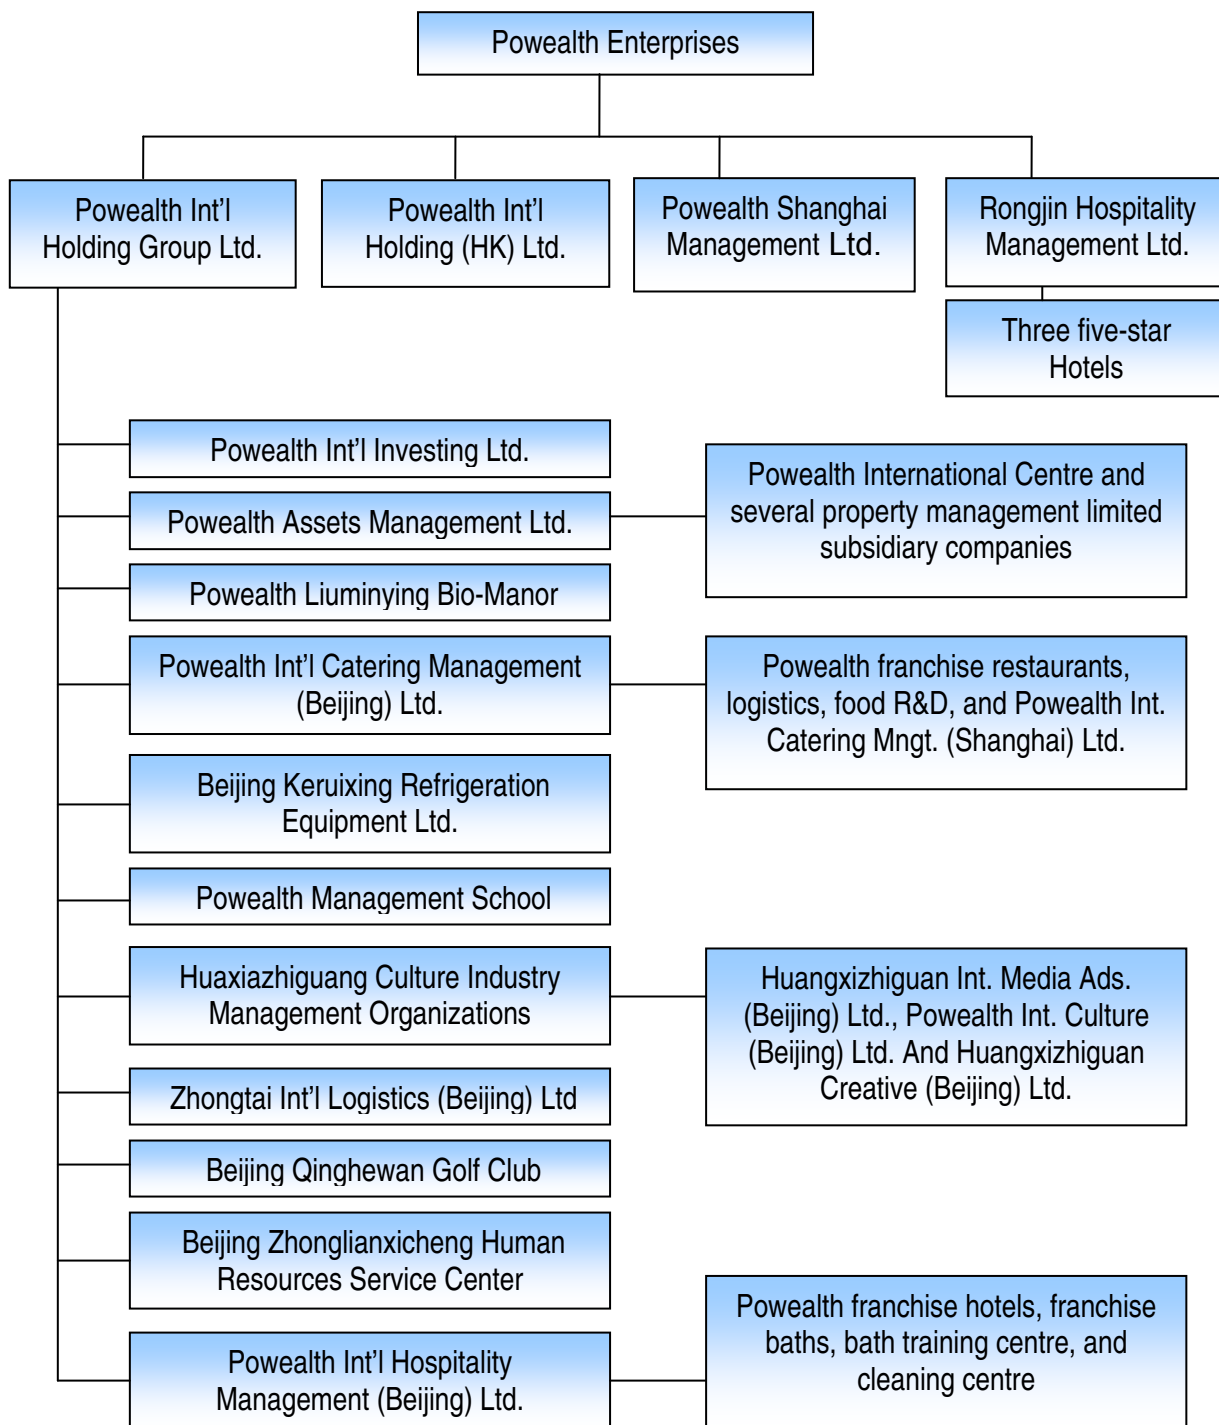 Powealth Enterprises
Powealth Int’l
Holding Group Ltd.
Powealth Int’l
Holding (HK) Ltd.
Powealth Shanghai
Management Ltd.
Rongjin Hospitality
Management Ltd.
Three five-star
Hotels
Powealth Int’l Investing Ltd.
Powealth Assets Management Ltd.
Powealth International Centre and
several property management limited
subsidiary companies
Powealth Liuminying Bio-Manor
Powealth Int’l Catering Management
(Beijing) Ltd.
Powealth franchise restaurants,
logistics, food R&D, and Powealth Int.
Catering Mngt. (Shanghai) Ltd.
Beijing Keruixing Refrigeration
Equipment Ltd.
Powealth Management School
Huaxiazhiguang Culture Industry
Management Organizations
Huangxizhiguan Int. Media Ads.
(Beijing) Ltd., Powealth Int. Culture
(Beijing) Ltd. And Huangxizhiguan
Creative (Beijing) Ltd.
Zhongtai Int’l Logistics (Beijing) Ltd
Beijing Qinghewan Golf Club
Beijing Zhonglianxicheng Human
Resources Service Center
Powealth Int’l Hospitality
Management (Beijing) Ltd.
Powealth franchise hotels, franchise
baths, bath training centre, and
cleaning centre